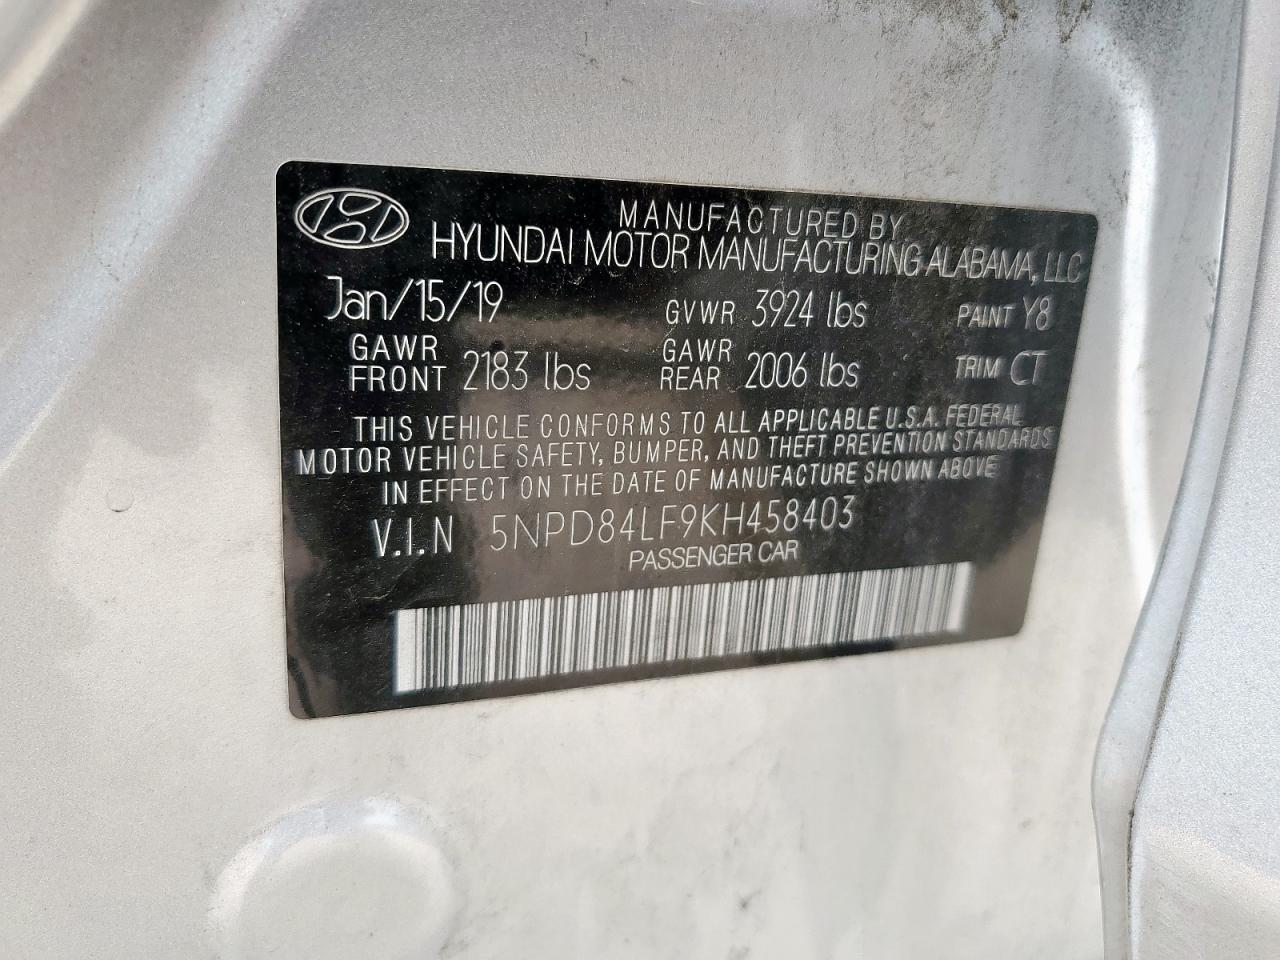 MANUFACTURED BY
HYUNDAI MOTOR MANUFACTURING ALABAMA, LLC
Jan/15/19 GVWR 3924 lbs PAINT Y8
GAWR FRONT 2183 lbs GAWR REAR 2006 lbs TRIM CT
THIS VEHICLE CONFORMS TO ALL APPLICABLE U.S.A. FEDERAL
MOTOR VEHICLE SAFETY, BUMPER, AND THEFT PREVENTION STANDARDS
IN EFFECT ON THE DATE OF MANUFACTURE SHOWN ABOVE
V.I.N 5NPD84LF9KH458403
PASSENGER CAR